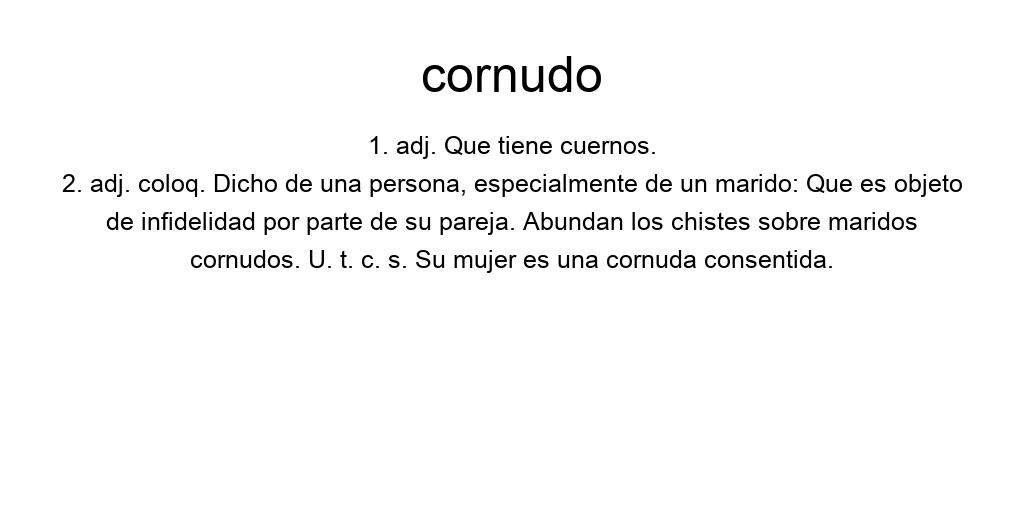 cornudo
1. adj. Que tiene cuernos.
2. adj. coloq. Dicho de una persona, especialmente de un marido: Que es objeto
de infidelidad por parte de su pareja. Abundan los chistes sobre maridos
cornudos. U. t. c. s. Su mujer es una cornuda consentida.